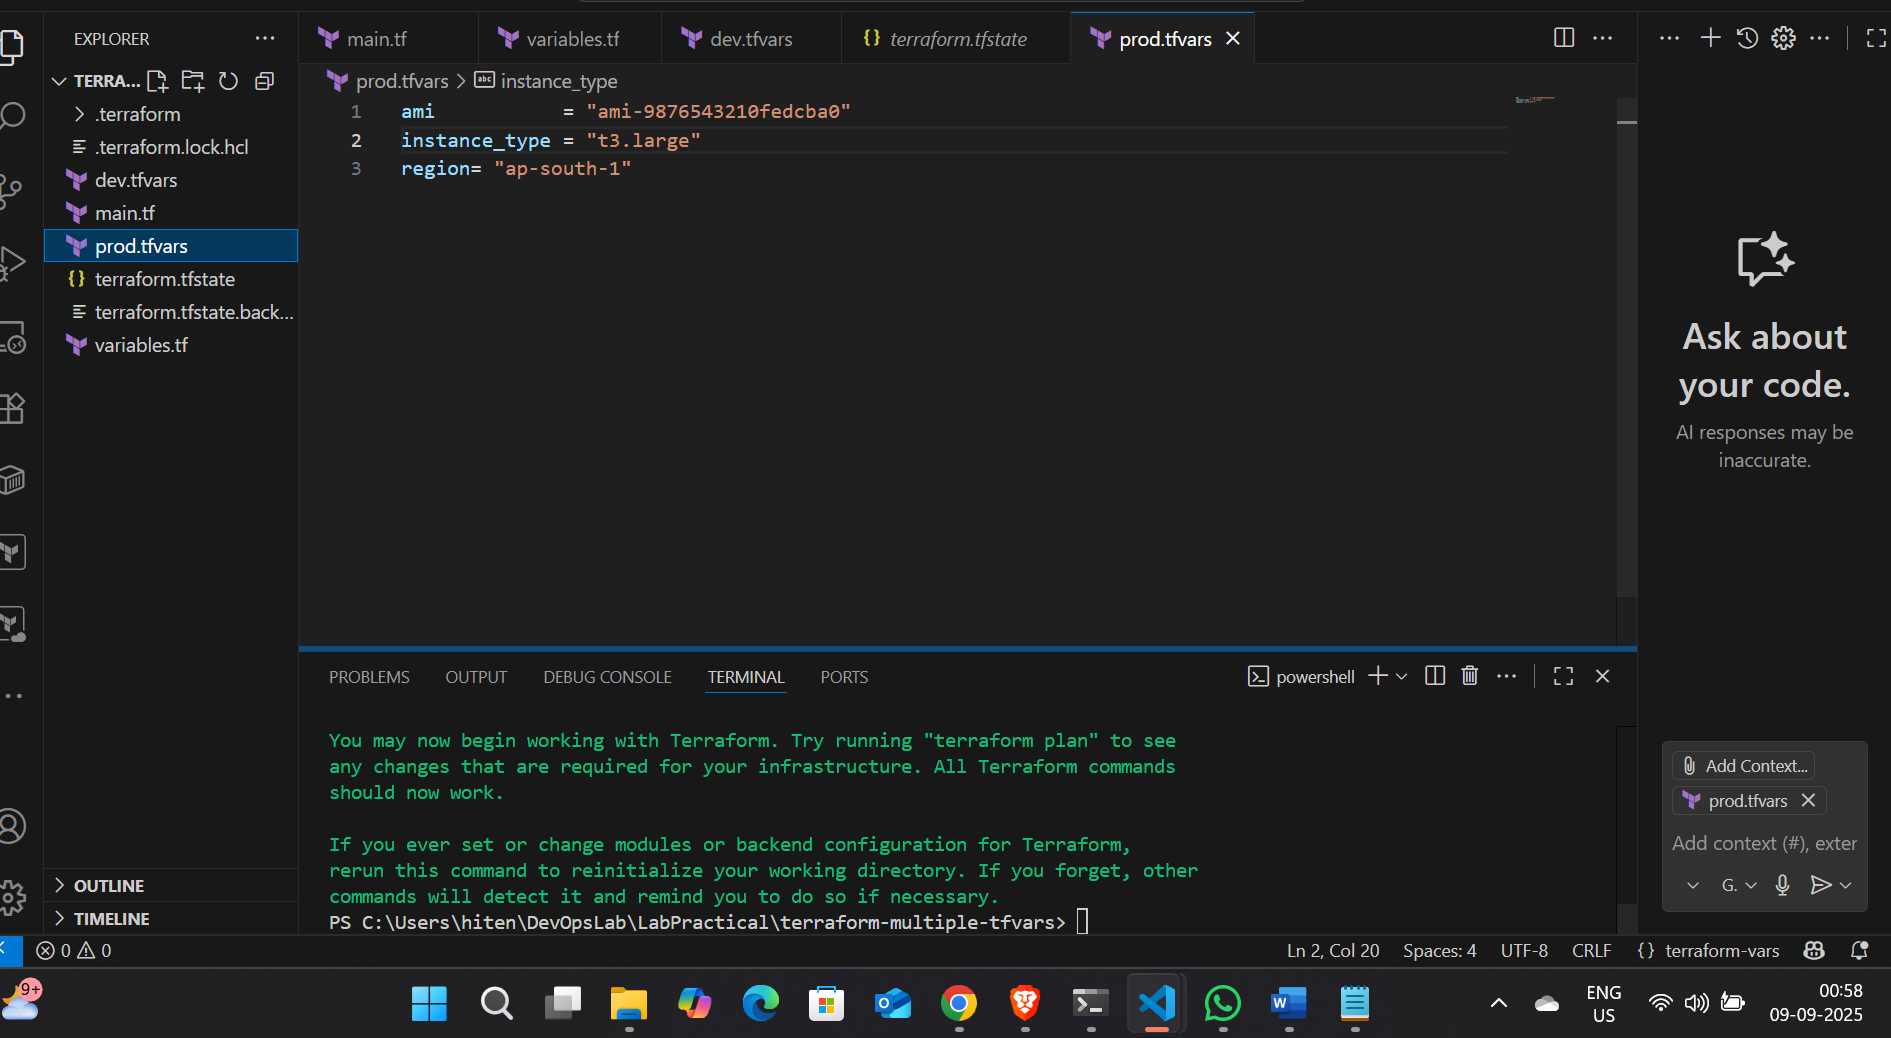 EXPLORER
TERRA...
.terraform
.terraform.lock.hcl
dev.tfvars
main.tf
prod.tfvars
terraform.tfstate
terraform.tfstate.back...
variables.tf
OUTLINE
TIMELINE
main.tf
variables.tf
dev.tfvars
terraform.tfstate
prod.tfvars
prod.tfvars > abc instance_type
1 ami           = "ami-9876543210fedcba0"
2 instance_type = "t3.large"
3 region= "ap-south-1"
PROBLEMS OUTPUT DEBUG CONSOLE TERMINAL PORTS
powershell
You may now begin working with Terraform. Try running "terraform plan" to see
any changes that are required for your infrastructure. All Terraform commands
should now work.
If you ever set or change modules or backend configuration for Terraform,
rerun this command to reinitialize your working directory. If you forget, other
commands will detect it and remind you to do so if necessary.
PS C:\Users\hiten\DevOpsLab\LabPractical\terraform-multiple-tfvars>
Ask about
your code.
AI responses may be
inaccurate.
Add Context...
prod.tfvars
Add context (#), exter
G.
0 0
Ln 2, Col 20 Spaces: 4 UTF-8 CRLF {} terraform-vars
9+
ENG
US
00:58
09-09-2025